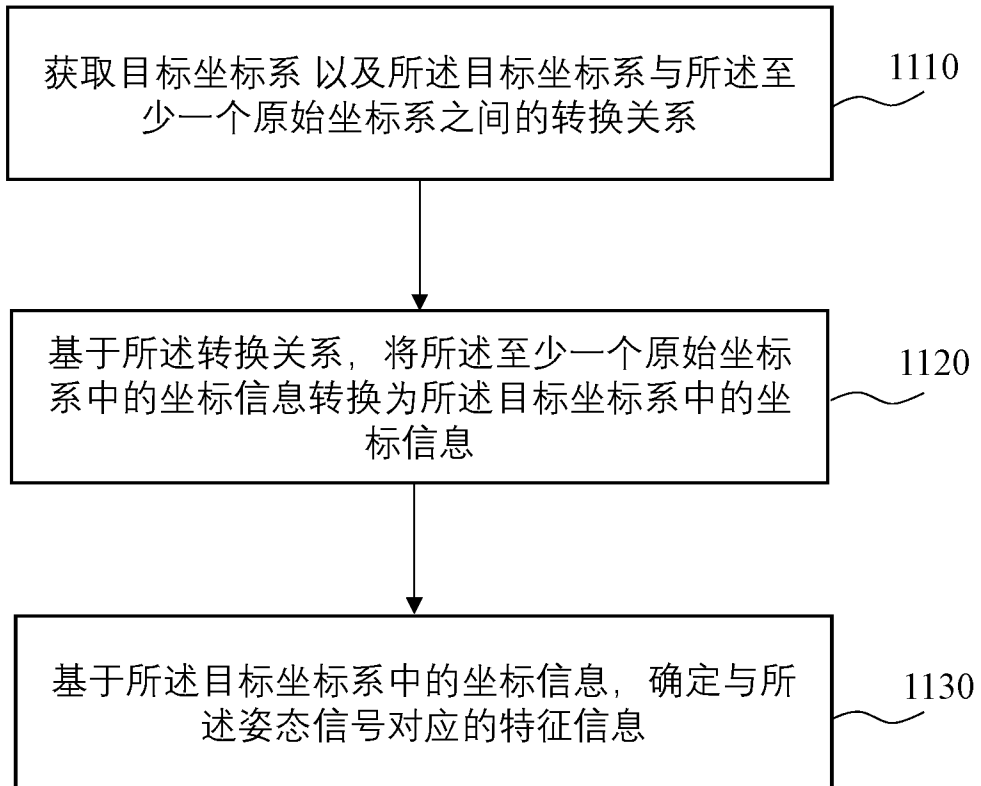 获取目标坐标系 以及所述目标坐标系与所述至
少一个原始坐标系之间的转换关系
1110
基于所述转换关系，将所述至少一个原始坐标
系中的坐标信息转换为所述目标坐标系中的坐
标信息
1120
基于所述目标坐标系中的坐标信息，确定与所
述姿态信号对应的特征信息
1130